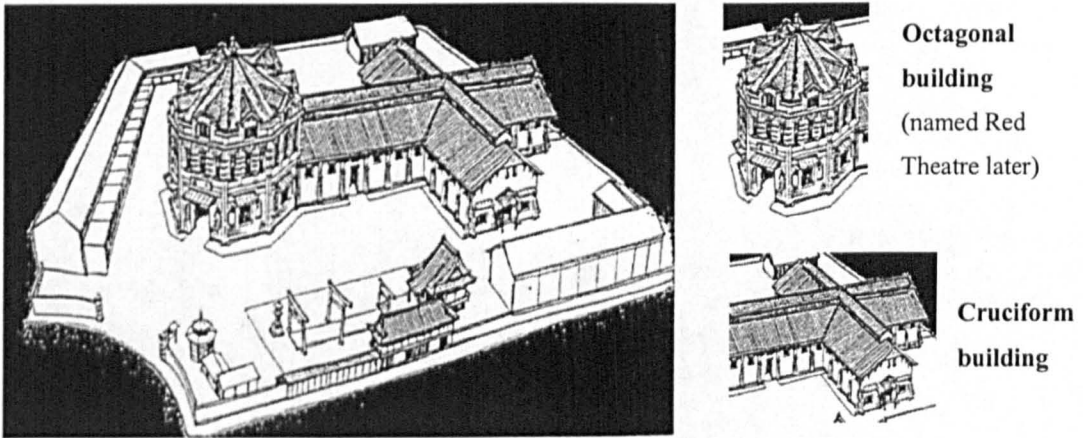 Octagonal
building
(named Red
Theatre later)
Cruciform
building